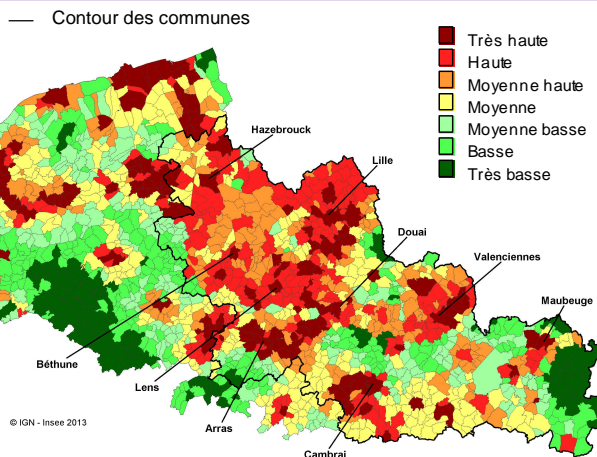 Contour des communes
Très haute
Haute
Moyenne haute
Moyenne
Moyenne basse
Basse
Très basse
Hazebrouck
Lille
Douai
Valenciennes
Maubeuge
Béthune
Lens
Arras
Cambrai
© IGN - Insee 2013